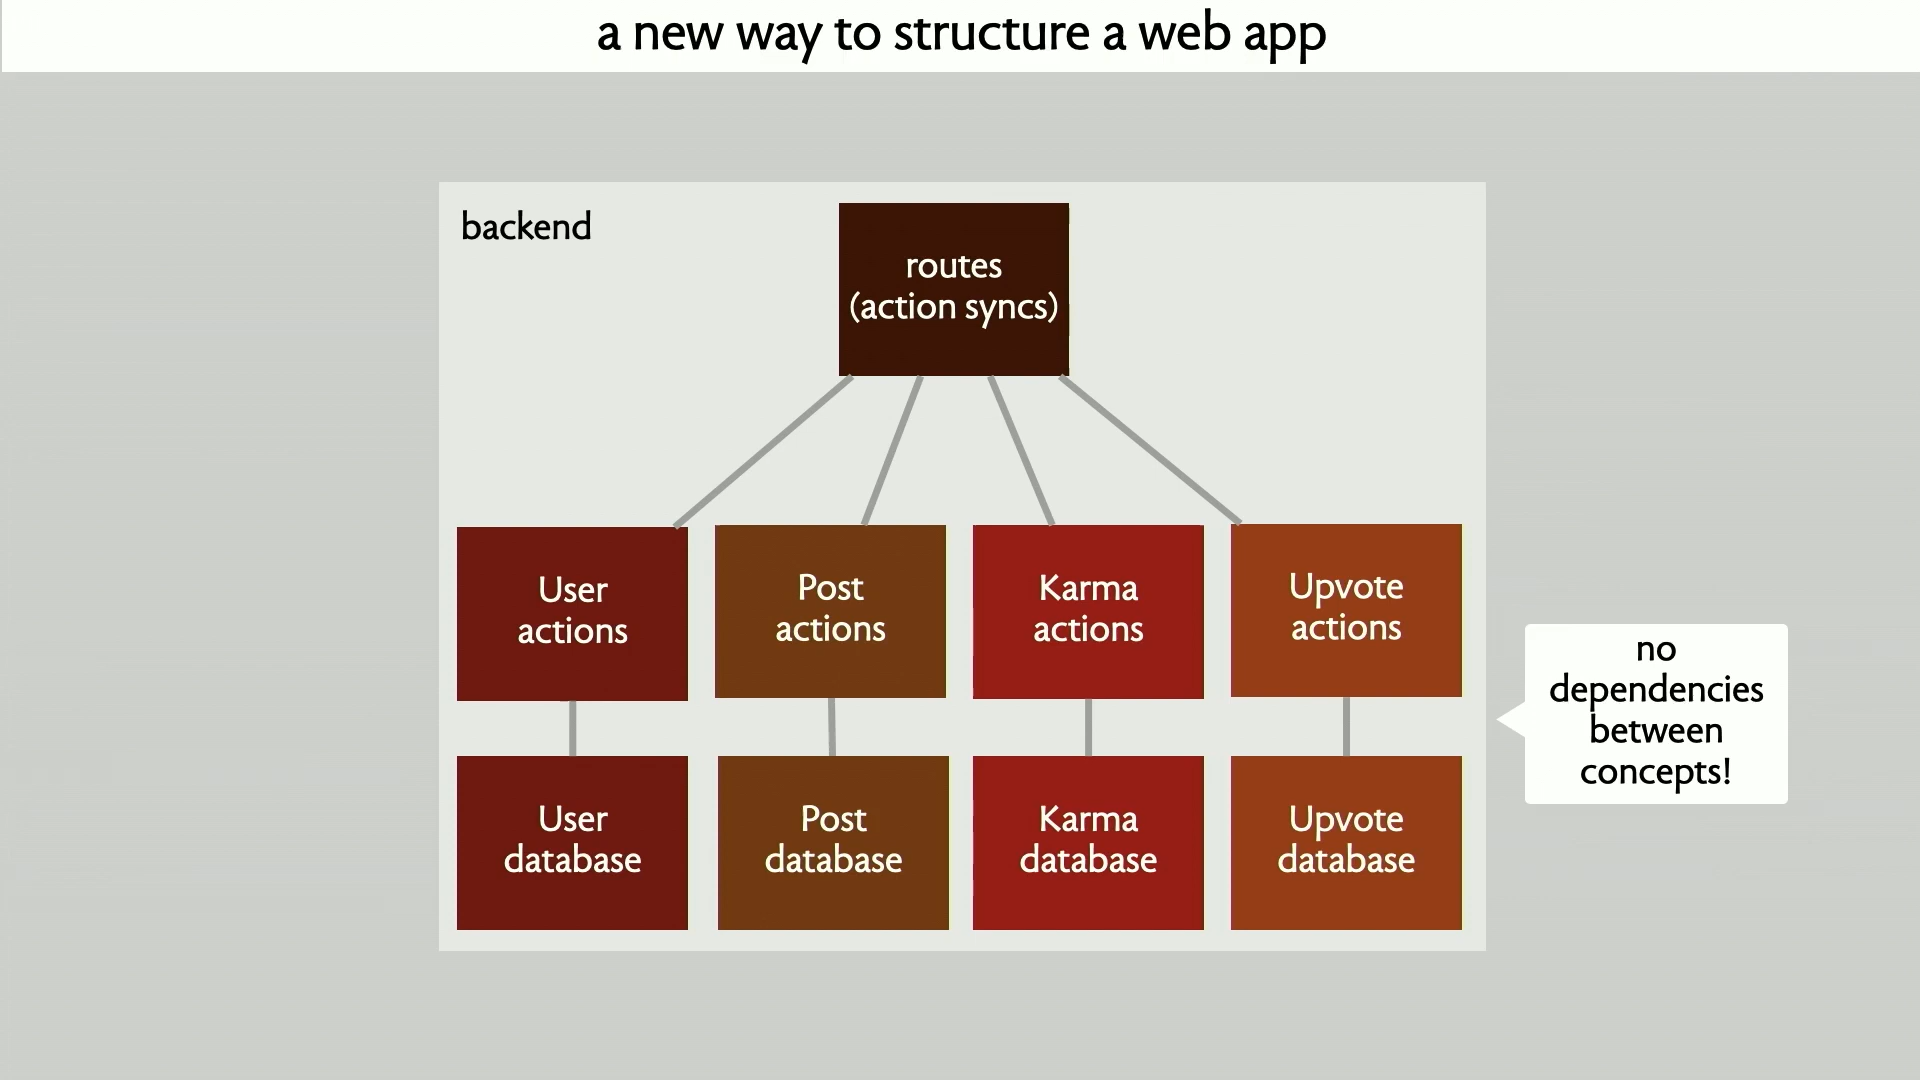 a new way to structure a web app
backend
routes
(action syncs)
User
actions
Post
actions
Karma
actions
Upvote
actions
no
dependencies
between
concepts!
User
database
Post
database
Karma
database
Upvote
database